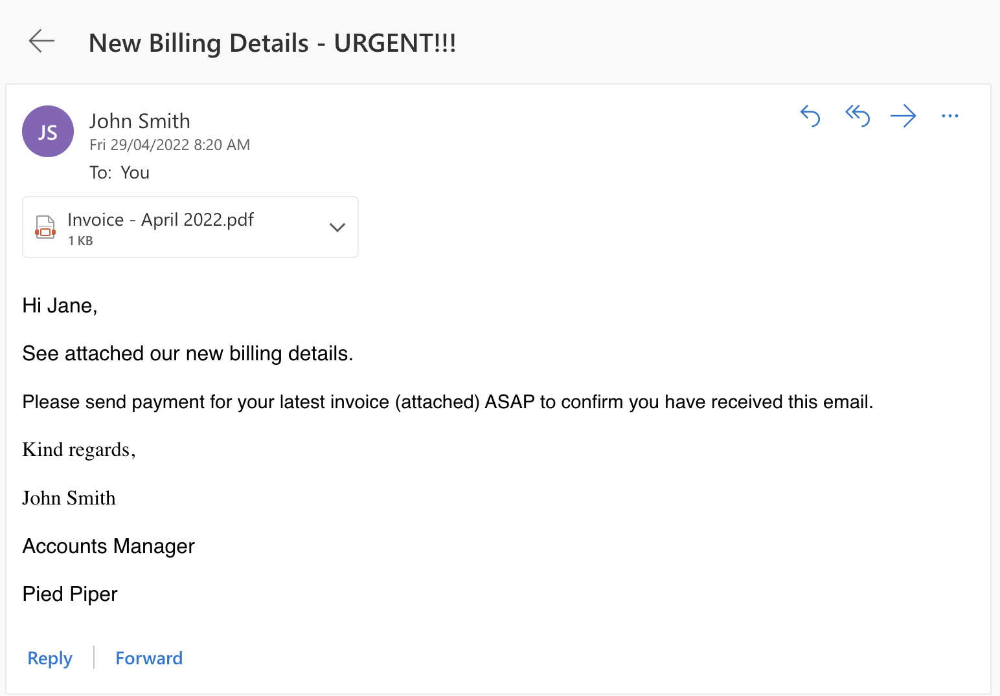 New Billing Details - URGENT!!!
JS
John Smith
Fri 29/04/2022 8:20 AM
To: You
Invoice - April 2022.pdf
1 KB
Hi Jane,
See attached our new billing details.
Please send payment for your latest invoice (attached) ASAP to confirm you have received this email.
Kind regards,
John Smith
Accounts Manager
Pied Piper
Reply
Forward